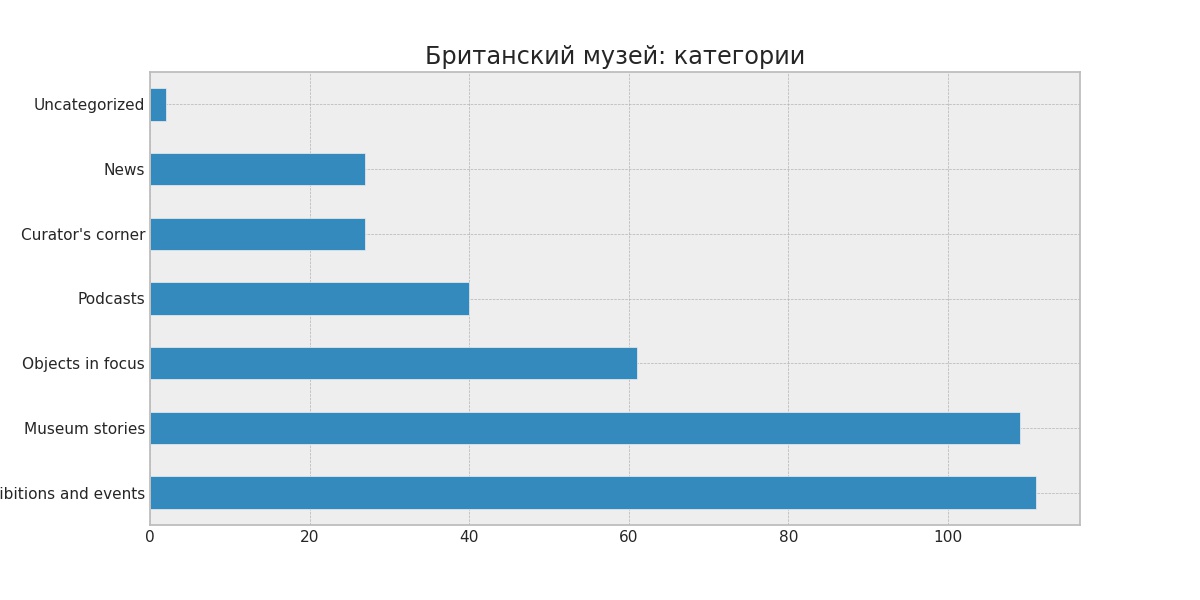 Британский музей: категории
Uncategorized
News
Curator's corner
Podcasts
Objects in focus
Museum stories
ibitions and events
0 20 40 60 80 100